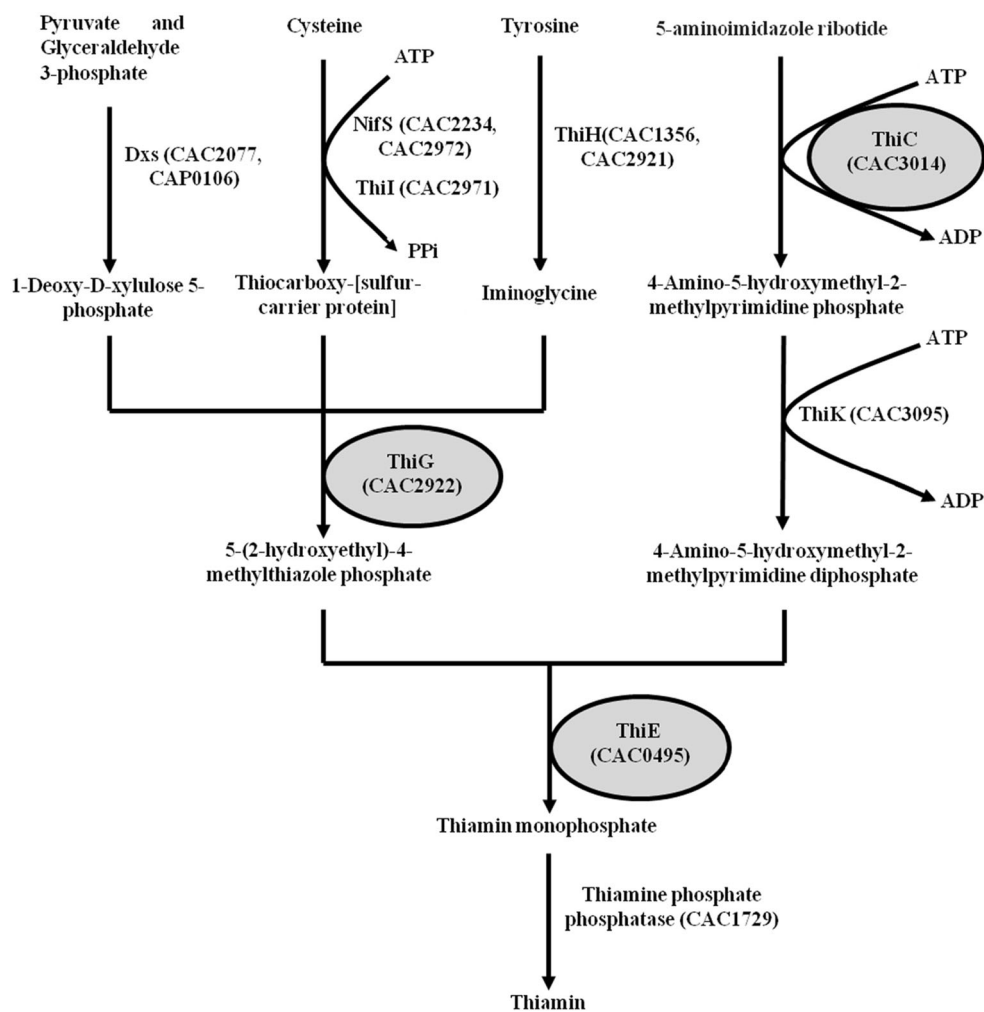 Pyruvate and
Glyceraldehyde
3-phosphate
Cysteine
Tyrosine
5-aminoimidazole ribotide
ATP
ATP
NifS (CAC2234,
CAC2972)
ThiI (CAC2971)
PPi
Dxs (CAC2077,
CAP0106)
ThiH(CAC1356,
CAC2921)
ThiC
(CAC3014)
ADP
1-Deoxy-D-xylulose 5-
phosphate
Thiocarboxy-[sulfur-
carrier protein]
Iminoglycine
4-Amino-5-hydroxymethyl-2-
methylpyrimidine phosphate
ATP
ThiK (CAC3095)
ADP
ThiG
(CAC2922)
5-(2-hydroxyethyl)-4-
methylthiazole phosphate
4-Amino-5-hydroxymethyl-2-
methylpyrimidine diphosphate
ThiE
(CAC0495)
Thiamin monophosphate
Thiamine phosphate
phosphatase (CAC1729)
Thiamin